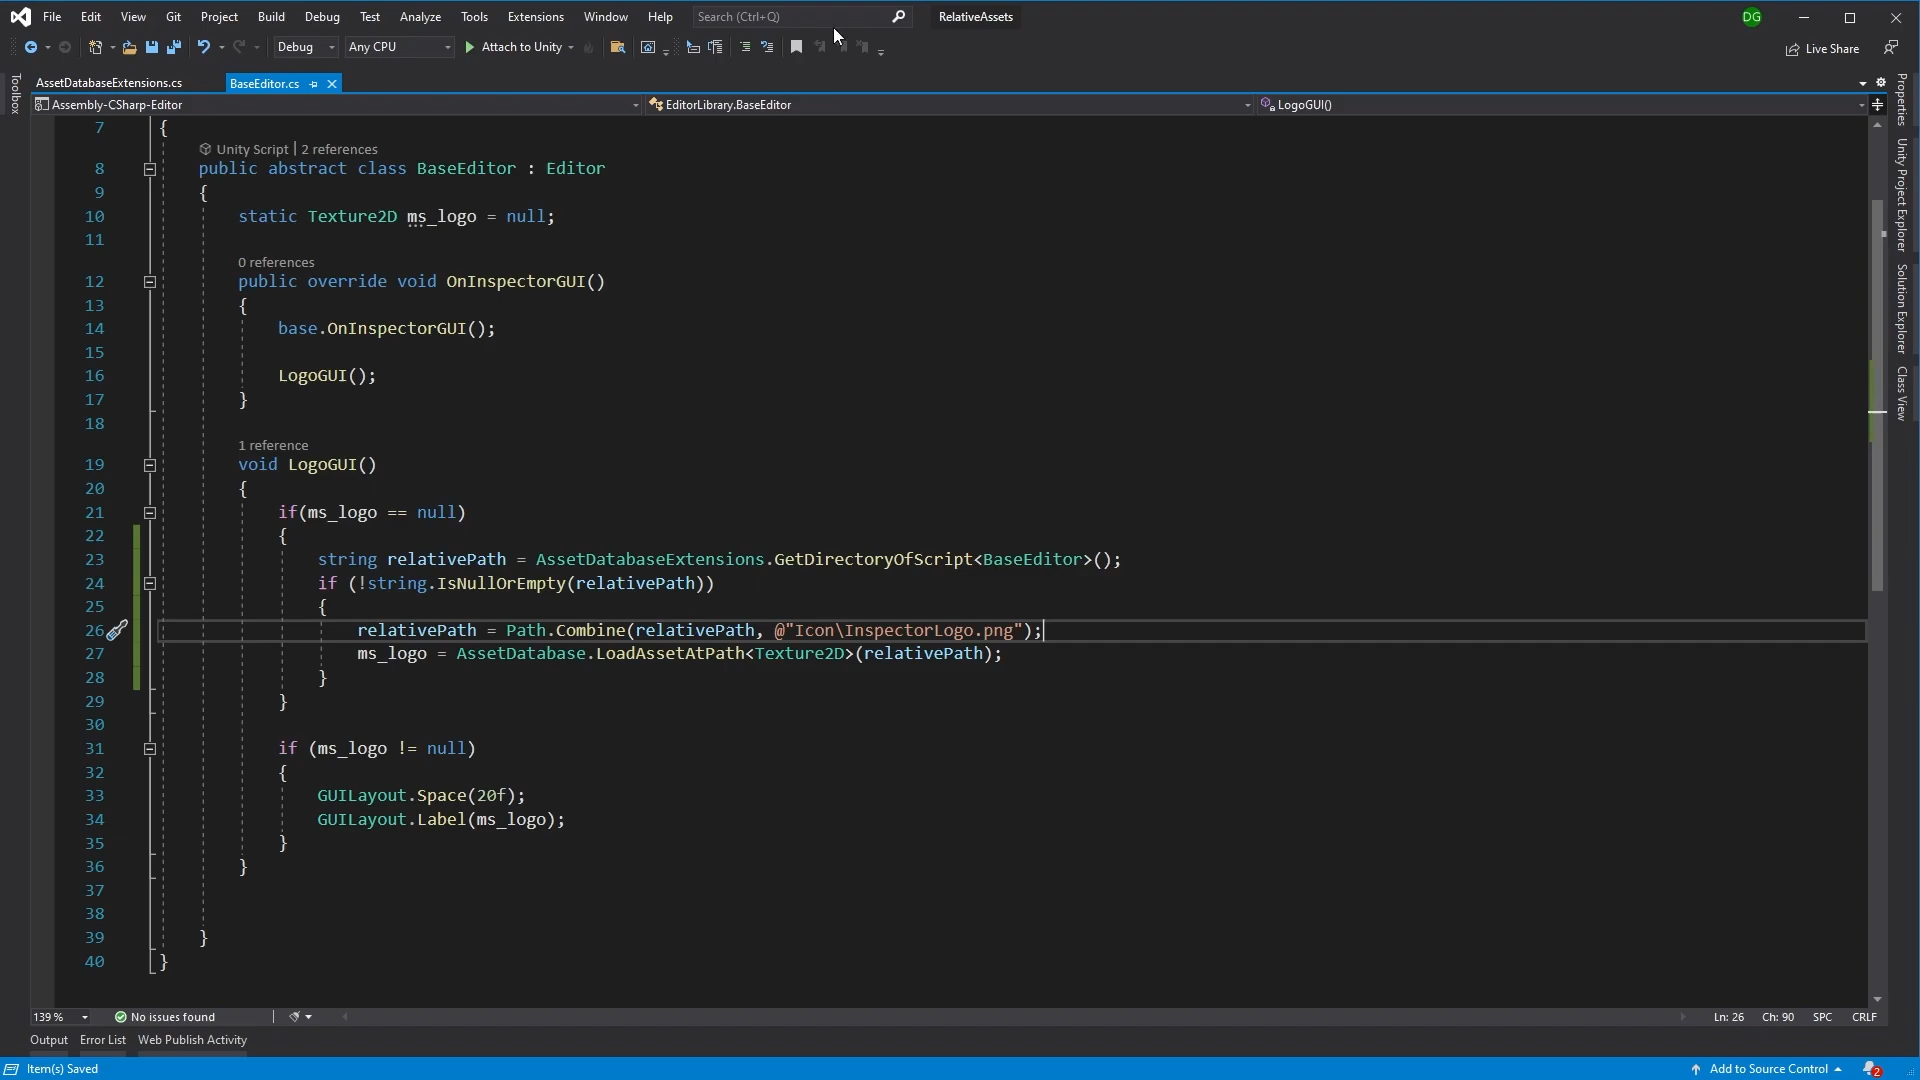 File Edit View Git Project Build Debug Test Analyze Tools Extensions Window Help Search (Ctrl+Q) RelativeAssets DG
Debug Any CPU Attach to Unity Live Share
AssetDatabaseExtensions.cs BaseEditor.cs
Assembly-CSharp-Editor EditorLibrary.BaseEditor LogoGUI()
Toolbox
Properties
Unity Project Explorer
Solution Explorer
Class View
7 {
Unity Script | 2 references
8 public abstract class BaseEditor : Editor
9 {
10 static Texture2D ms_logo = null;
11
0 references
12 public override void OnInspectorGUI()
13 {
14 base.OnInspectorGUI();
15
16 LogoGUI();
17 }
18
1 reference
19 void LogoGUI()
20 {
21 if(ms_logo == null)
22 {
23 string relativePath = AssetDatabaseExtensions.GetDirectoryOfScript<BaseEditor>();
24 if (!string.IsNullOrEmpty(relativePath))
25 {
26 relativePath = Path.Combine(relativePath, @"Icon\InspectorLogo.png");
27 ms_logo = AssetDatabase.LoadAssetAtPath<Texture2D>(relativePath);
28 }
29 }
30
31 if (ms_logo != null)
32 {
33 GUILayout.Space(20f);
34 GUILayout.Label(ms_logo);
35 }
36 }
37
38
39 }
40 }
139 % No issues found Ln: 26 Ch: 90 SPC CRLF
Output Error List Web Publish Activity
Item(s) Saved Add to Source Control 2